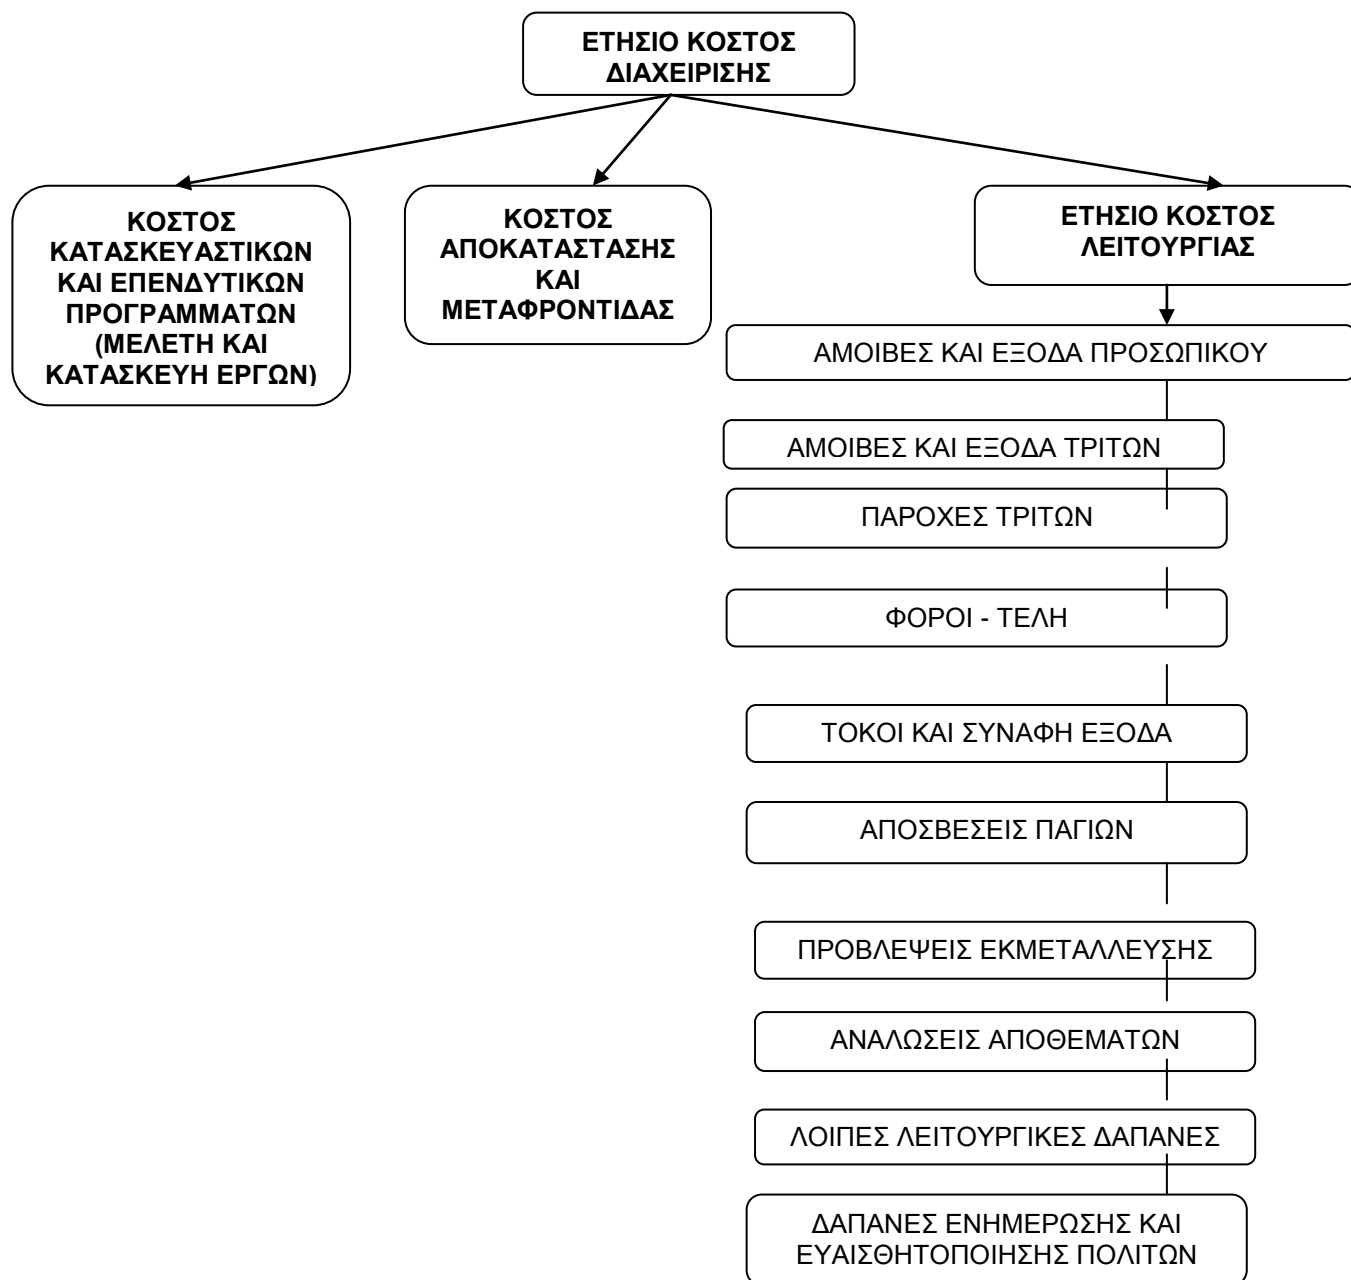 ΕΤΗΣΙΟ ΚΟΣΤΟΣ
ΔΙΑΧΕΙΡΙΣΗΣ
ΚΟΣΤΟΣ
ΚΑΤΑΣΚΕΥΑΣΤΙΚΩΝ
ΚΑΙ ΕΠΕΝΔΥΤΙΚΩΝ
ΠΡΟΓΡΑΜΜΑΤΩΝ
(ΜΕΛΕΤΗ ΚΑΙ
ΚΑΤΑΣΚΕΥΗ ΕΡΓΩΝ)
ΚΟΣΤΟΣ
ΑΠΟΚΑΤΑΣΤΑΣΗΣ
ΚΑΙ
ΜΕΤΑΦΡΟΝΤΙΔΑΣ
ΕΤΗΣΙΟ ΚΟΣΤΟΣ
ΛΕΙΤΟΥΡΓΙΑΣ
ΑΜΟΙΒΕΣ ΚΑΙ ΕΞΟΔΑ ΠΡΟΣΩΠΙΚΟΥ
ΑΜΟΙΒΕΣ ΚΑΙ ΕΞΟΔΑ ΤΡΙΤΩΝ
ΠΑΡΟΧΕΣ ΤΡΙΤΩΝ
ΦΟΡΟΙ - ΤΕΛΗ
ΤΟΚΟΙ ΚΑΙ ΣΥΝΑΦΗ ΕΞΟΔΑ
ΑΠΟΣΒΕΣΕΙΣ ΠΑΓΙΩΝ
ΠΡΟΒΛΕΨΕΙΣ ΕΚΜΕΤΑΛΛΕΥΣΗΣ
ΑΝΑΛΩΣΕΙΣ ΑΠΟΘΕΜΑΤΩΝ
ΛΟΙΠΕΣ ΛΕΙΤΟΥΡΓΙΚΕΣ ΔΑΠΑΝΕΣ
ΔΑΠΑΝΕΣ ΕΝΗΜΕΡΩΣΗΣ ΚΑΙ
ΕΥΑΙΣΘΗΤΟΠΟΙΗΣΗΣ ΠΟΛΙΤΩΝ